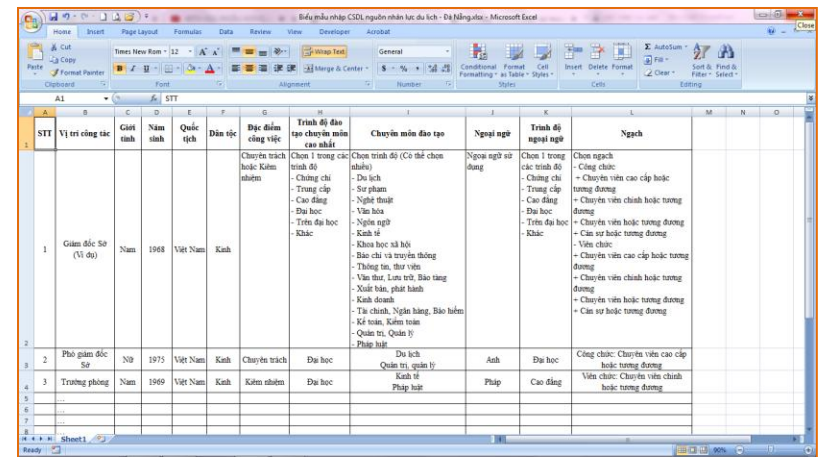 Biểu mẫu nhập CSDL nguồn nhân lực du lịch - Đà Nẵng.xlsx - Microsoft Excel
Close
Home Insert Page Layout Formulas Data Review View Developer Acrobat
Paste Cut Times New Rom 12 Wrap Text General Conditional Formatting Format as Table Cell Styles Insert Delete Format AutoSum Sort & Filter Find & Select
Copy Fill
Format Painter B I U Merge & Center $ % , Clear
Clipboard Font Alignment Number Styles Cells Editing
A1 fx STT
A B C D E F G H I J K L M N O
1 STT Vị trí công tác Giới tính Năm sinh Quốc tịch Dân tộc Đặc điểm công việc Trình độ đào tạo chuyên môn cao nhất Chuyên môn đào tạo Ngoại ngữ Trình độ ngoại ngữ Ngạch
2 1 Giám đốc Sở (Ví dụ) Nam 1968 Việt Nam Kinh
Chuyên trách hoặc Kiêm nhiệm
Chọn 1 trong các trình độ
- Chứng chỉ
- Trung cấp
- Cao đẳng
- Đại học
- Trên đại học
- Khác
Chọn trình độ (Có thể chọn nhiều)
- Du lịch
- Sư phạm
- Nghệ thuật
- Văn hóa
- Ngôn ngữ
- Kinh tế
- Khoa học xã hội
- Báo chí và truyền thông
- Thông tin, thư viện
- Văn thư, Lưu trữ, Bảo tàng
- Xuất bản, phát hành
- Kinh doanh
- Tài chính, Ngân hàng, Bảo hiểm
- Kế toán, Kiểm toán
- Quản trị, Quản lý
- Pháp luật
Ngoại ngữ sử dụng
Chọn 1 trong các trình độ
- Chứng chỉ
- Trung cấp
- Cao đẳng
- Đại học
- Trên đại học
- Khác
Chọn ngạch
- Công chức
+ Chuyên viên cao cấp hoặc
tương đương
+ Chuyên viên chính hoặc tương
đương
+ Chuyên viên hoặc tương đương
+ Cán sự hoặc tương đương
- Viên chức
+ Chuyên viên cao cấp hoặc tương
đương
+ Chuyên viên chính hoặc tương
đương
+ Chuyên viên hoặc tương đương
+ Cán sự hoặc tương đương
3 2 Phó giám đốc Sở Nữ 1975 Việt Nam Kinh Chuyên trách Đại học Du lịch Quản trị, quản lý Anh Đại học Công chức: Chuyên viên cao cấp hoặc tương đương
4 3 Trưởng phòng Nam 1969 Việt Nam Kinh Kiêm nhiệm Đại học Kinh tế Pháp luật Pháp Cao đẳng Viên chức: Chuyên viên chính hoặc tương đương
5 ...
6 ...
7 ...
8
Sheet1
Ready 90%